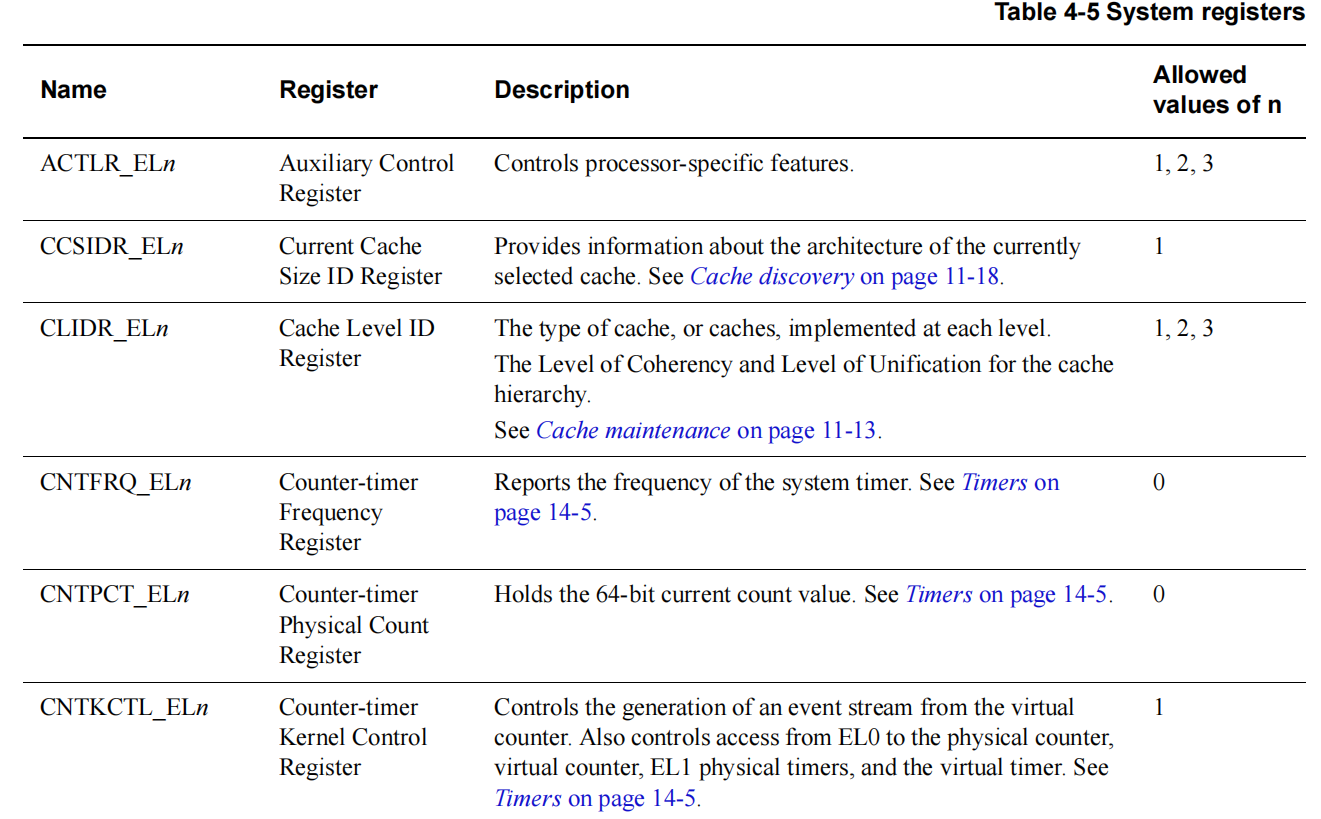 Table 4-5 System registers
Name Register Description Allowed
values of n
ACTLR_ELn Auxiliary Control Controls processor-specific features. 1, 2, 3
Register
CCSIDR_ELn Current Cache Provides information about the architecture of the currently 1
Size ID Register selected cache. See Cache discovery on page 11-18.
CLIDR_ELn Cache Level ID The type of cache, or caches, implemented at each level. 1, 2, 3
Register The Level of Coherency and Level of Unification for the cache
hierarchy.
See Cache maintenance on page 11-13.
CNTFRQ_ELn Counter-timer Reports the frequency of the system timer. See Timers on 0
Frequency page 14-5.
Register
CNTPCT_ELn Counter-timer Holds the 64-bit current count value. See Timers on page 14-5. 0
Physical Count
Register
CNTKCTL_ELn Counter-timer Controls the generation of an event stream from the virtual 1
Kernel Control counter. Also controls access from EL0 to the physical counter,
Register virtual counter, EL1 physical timers, and the virtual timer. See
Timers on page 14-5.